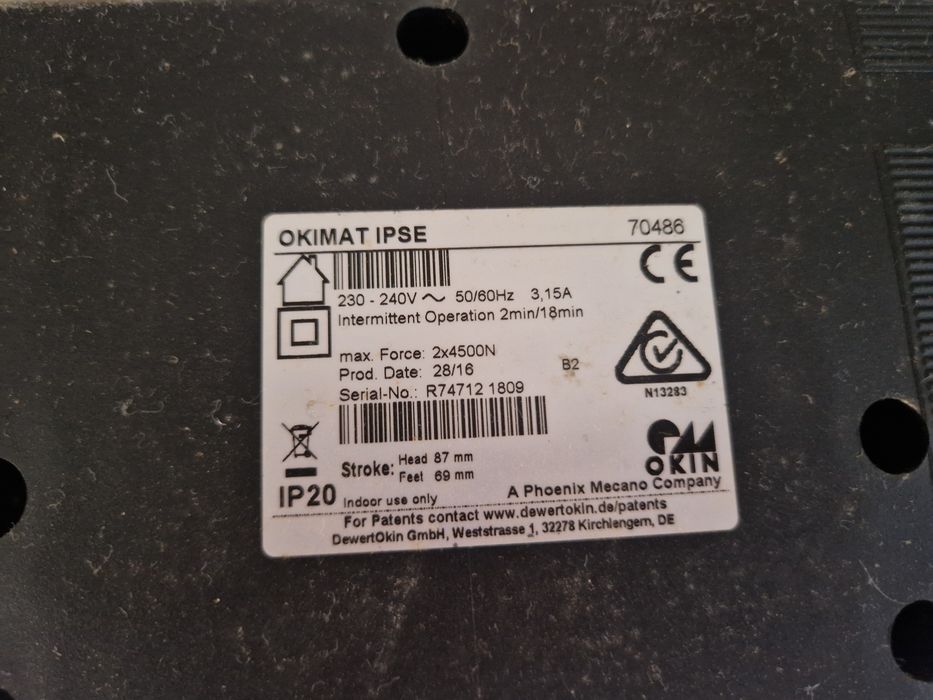 OKIMAT IPSE 70486
CE
230 - 240V ~ 50/60Hz 3,15A
Intermittent Operation 2min/18min
max. Force: 2x4500N
Prod. Date: 28/16 B2
Serial-No.: R74712 1809
N13283
Stroke: Head 87 mm
Feet 69 mm
OKIN
IP20 Indoor use only
A Phoenix Mecano Company
For Patents contact www.dewertokin.de/patents
DewertOkin GmbH, Weststrasse 1, 32278 Kirchlengern, DE